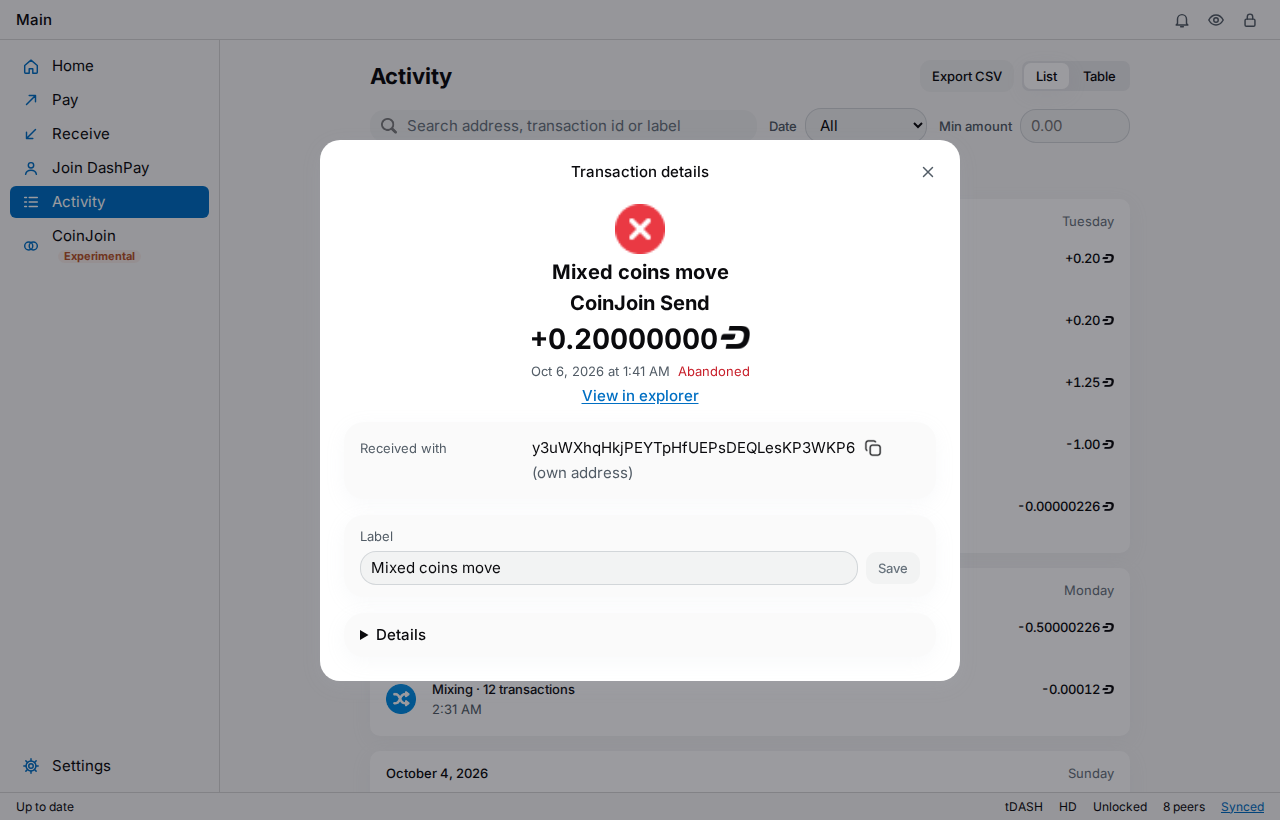 Main
Home
Pay
Receive
Join DashPay
Activity
CoinJoin
Experimental
Settings
Activity
Export CSV
List
Table
Search address, transaction id or label
Date
All
Min amount
0.00
Tuesday
+0.20
+0.20
+1.25
-1.00
-0.00000226
Monday
-0.50000226
Mixing · 12 transactions
-0.00012
2:31 AM
October 4, 2026
Sunday
Transaction details
Mixed coins move
CoinJoin Send
+0.20000000
Oct 6, 2026 at 1:41 AM Abandoned
View in explorer
Received with
y3uWXhqHkjPEYTpHfUEPsDEQLesKP3WKP6
(own address)
Label
Mixed coins move
Save
Details
Up to date
tDASH
HD
Unlocked
8 peers
Synced